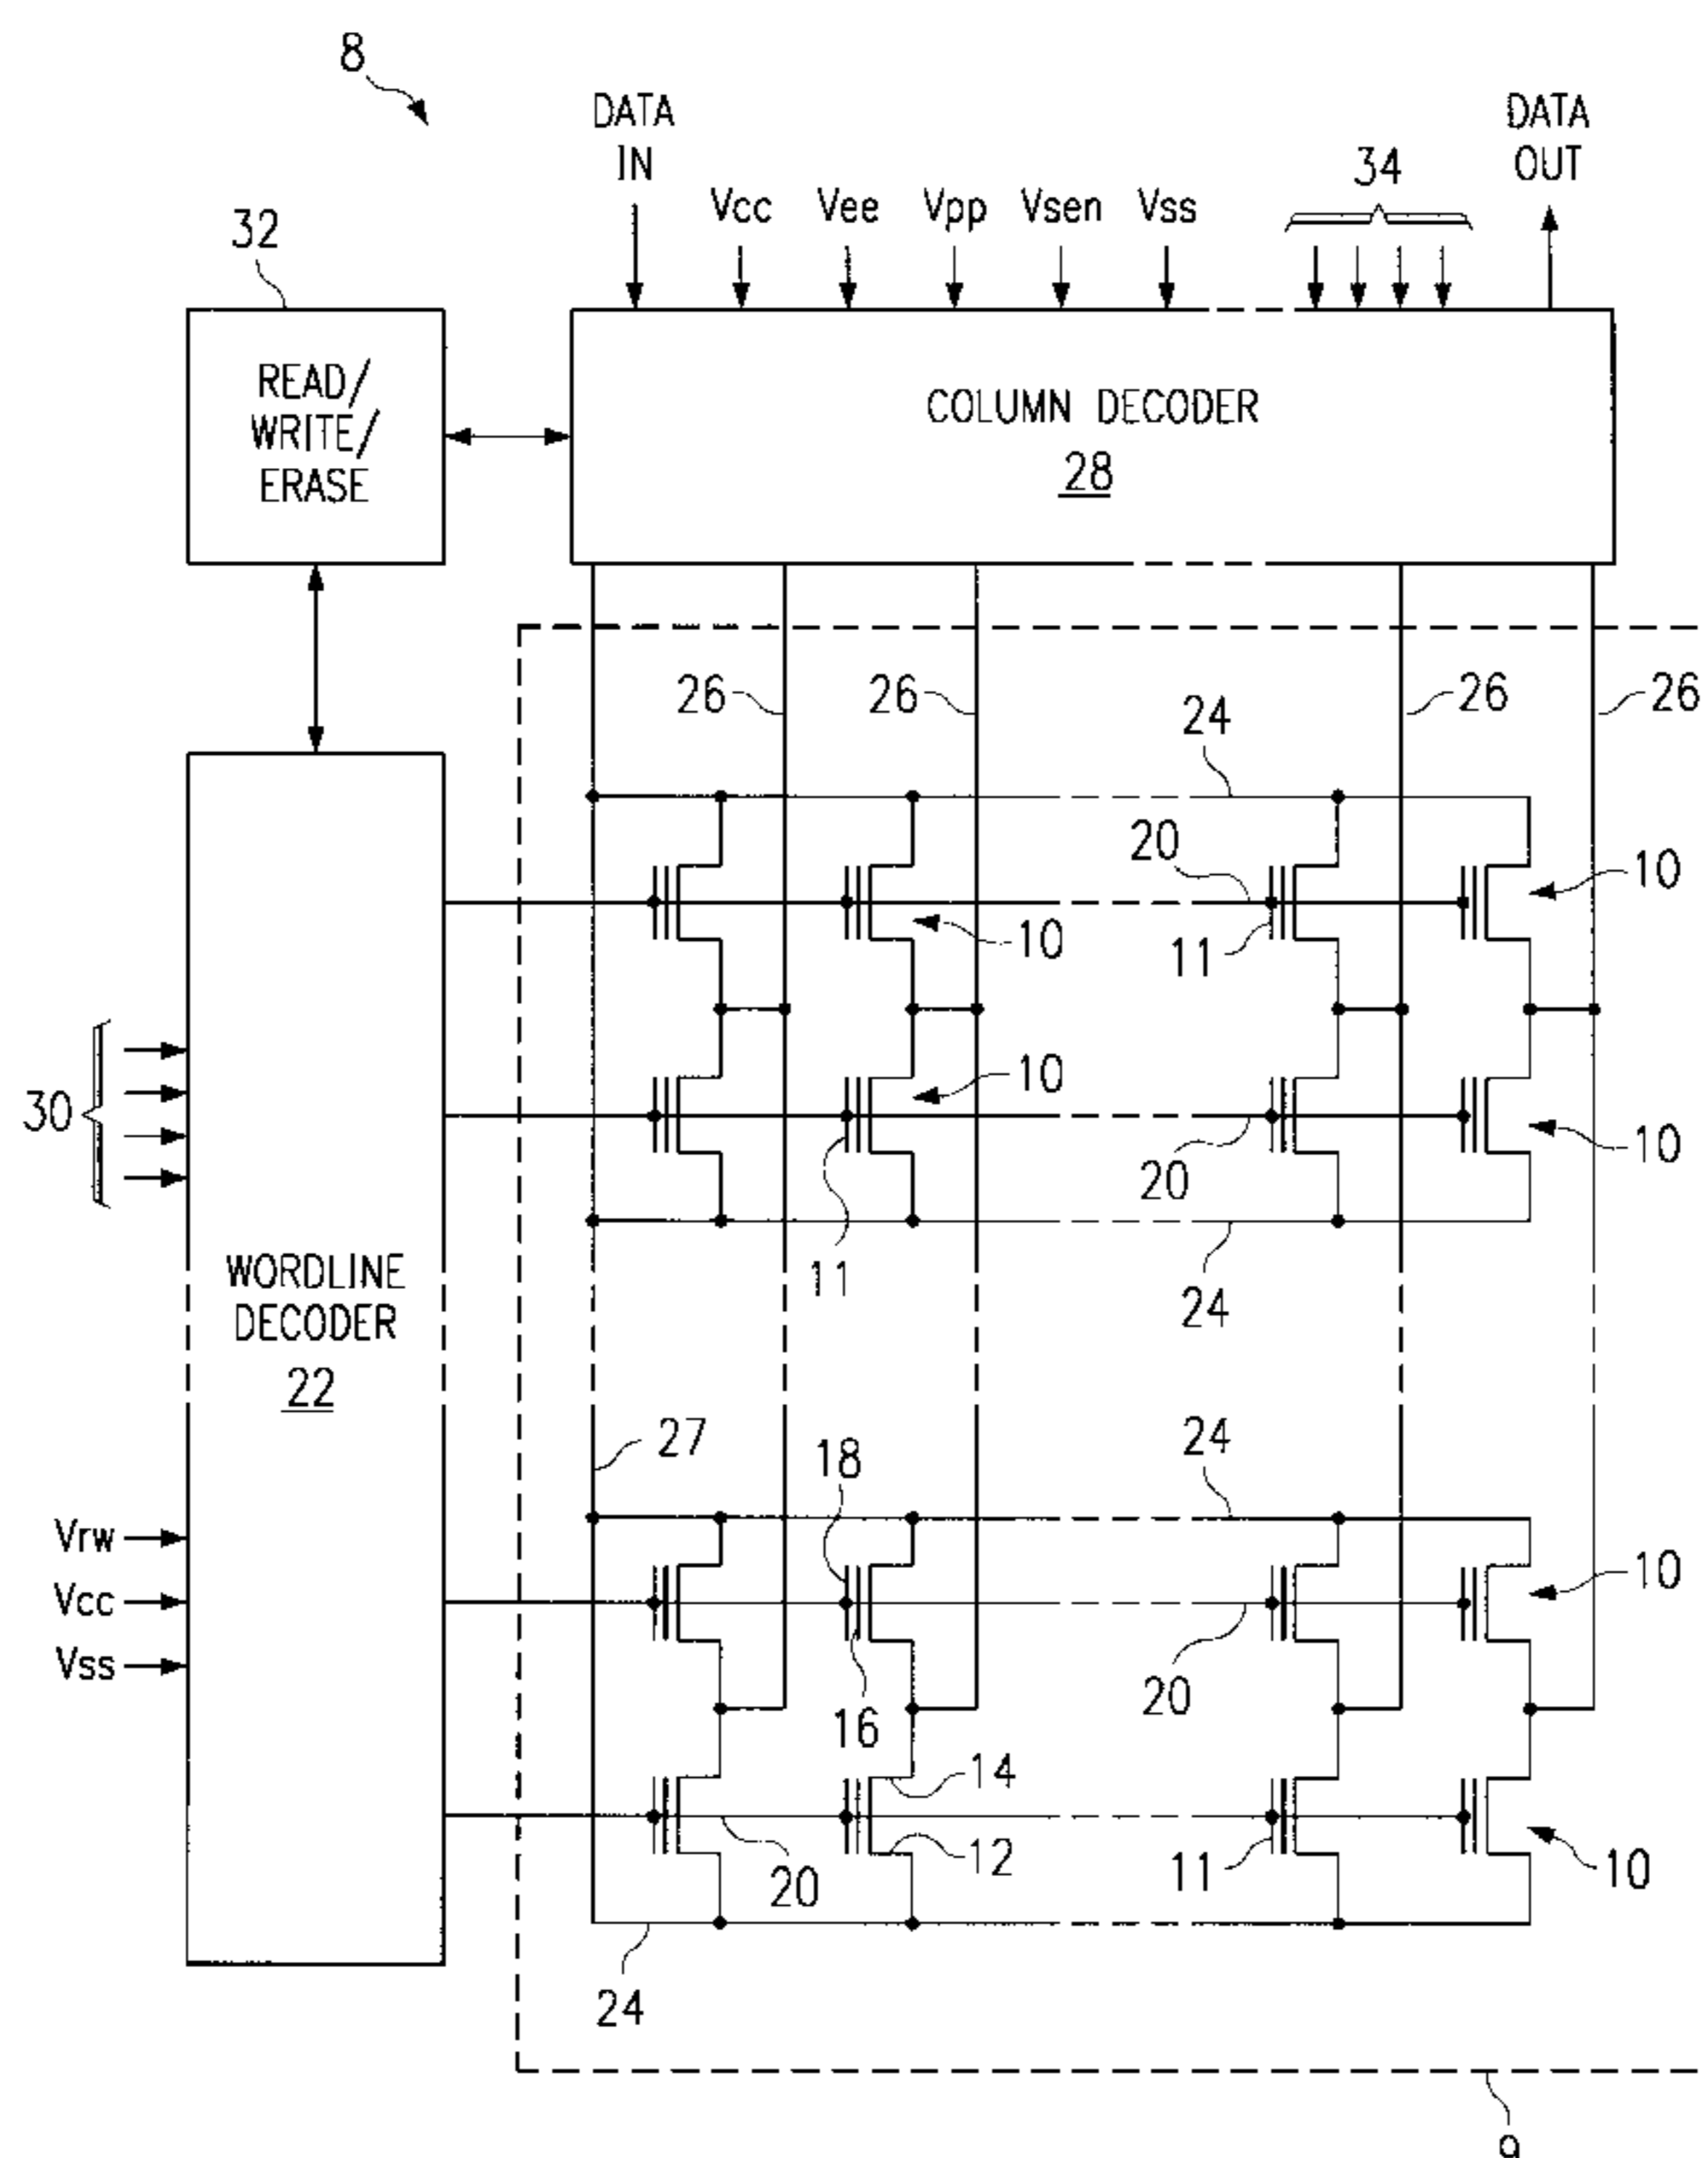 8
DATA
IN
DATA
OUT
34
Vcc Vee Vpp Vsen Vss
32
READ/
WRITE/
ERASE
COLUMN DECODER
28
26 26 26 26
24
20
10
10
11
10
10
30
20
11
24
WORDLINE
DECODER
22
27
24
18
Vrw
10
Vcc
Vss
20
16
14
12
20
11
10
24
9